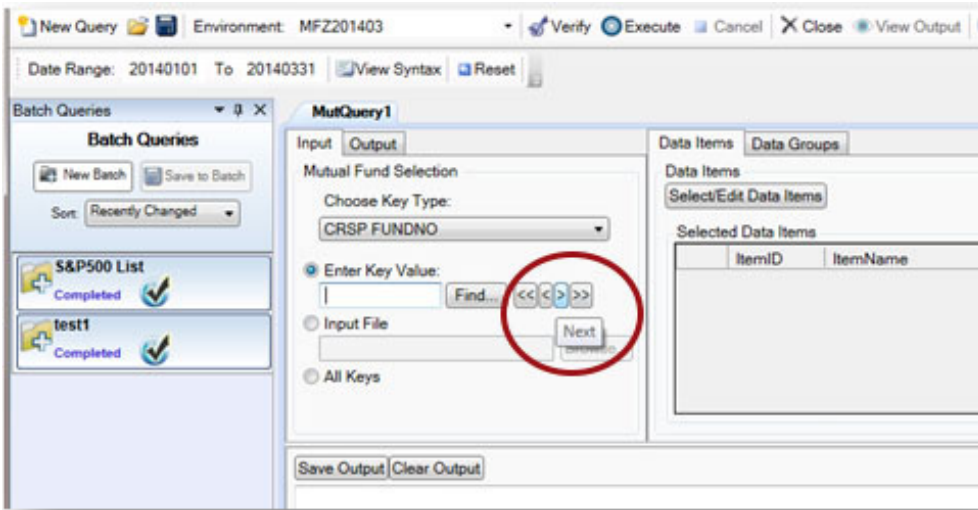 New Query Environment: MFZ201403 Verify Execute Cancel Close View Output
Date Range: 20140101 To 20140331 View Syntax Reset
Batch Queries
Batch Queries
New Batch Save to Batch
Sort: Recently Changed
S&P500 List
Completed
test1
Completed
MutQuery1
Input Output
Mutual Fund Selection
Choose Key Type:
CRSP FUNDNO
Enter Key Value:
Find... << < > >>
Next
Input File
Browse...
All Keys
Data Items Data Groups
Data Items
Select/Edit Data Items
Selected Data Items
ItemID ItemName
Save Output Clear Output